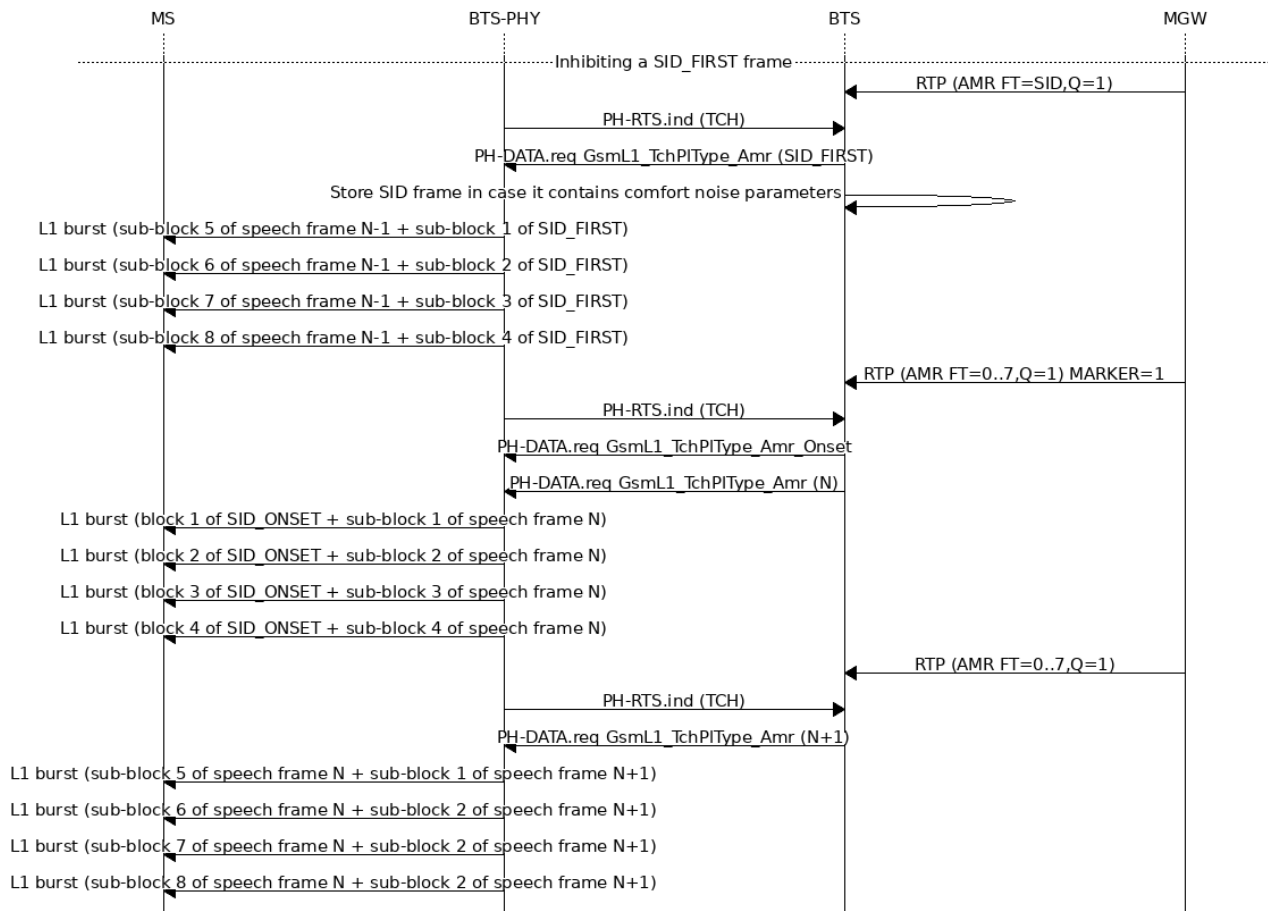 MS BTS-PHY BTS MGW
Inhibiting a SID_FIRST frame
RTP (AMR FT=SID,Q=1)
PH-RTS.ind (TCH)
PH-DATA.req GsmL1_TchPlType_Amr (SID_FIRST)
Store SID frame in case it contains comfort noise parameters
L1 burst (sub-block 5 of speech frame N-1 + sub-block 1 of SID_FIRST)
L1 burst (sub-block 6 of speech frame N-1 + sub-block 2 of SID_FIRST)
L1 burst (sub-block 7 of speech frame N-1 + sub-block 3 of SID_FIRST)
L1 burst (sub-block 8 of speech frame N-1 + sub-block 4 of SID_FIRST)
RTP (AMR FT=0..7,Q=1) MARKER=1
PH-RTS.ind (TCH)
PH-DATA.req GsmL1_TchPlType_Amr_Onset
PH-DATA.req GsmL1_TchPlType_Amr (N)
L1 burst (block 1 of SID_ONSET + sub-block 1 of speech frame N)
L1 burst (block 2 of SID_ONSET + sub-block 2 of speech frame N)
L1 burst (block 3 of SID_ONSET + sub-block 3 of speech frame N)
L1 burst (block 4 of SID_ONSET + sub-block 4 of speech frame N)
RTP (AMR FT=0..7,Q=1)
PH-RTS.ind (TCH)
PH-DATA.req GsmL1_TchPlType_Amr (N+1)
L1 burst (sub-block 5 of speech frame N + sub-block 1 of speech frame N+1)
L1 burst (sub-block 6 of speech frame N + sub-block 2 of speech frame N+1)
L1 burst (sub-block 7 of speech frame N + sub-block 2 of speech frame N+1)
L1 burst (sub-block 8 of speech frame N + sub-block 2 of speech frame N+1)